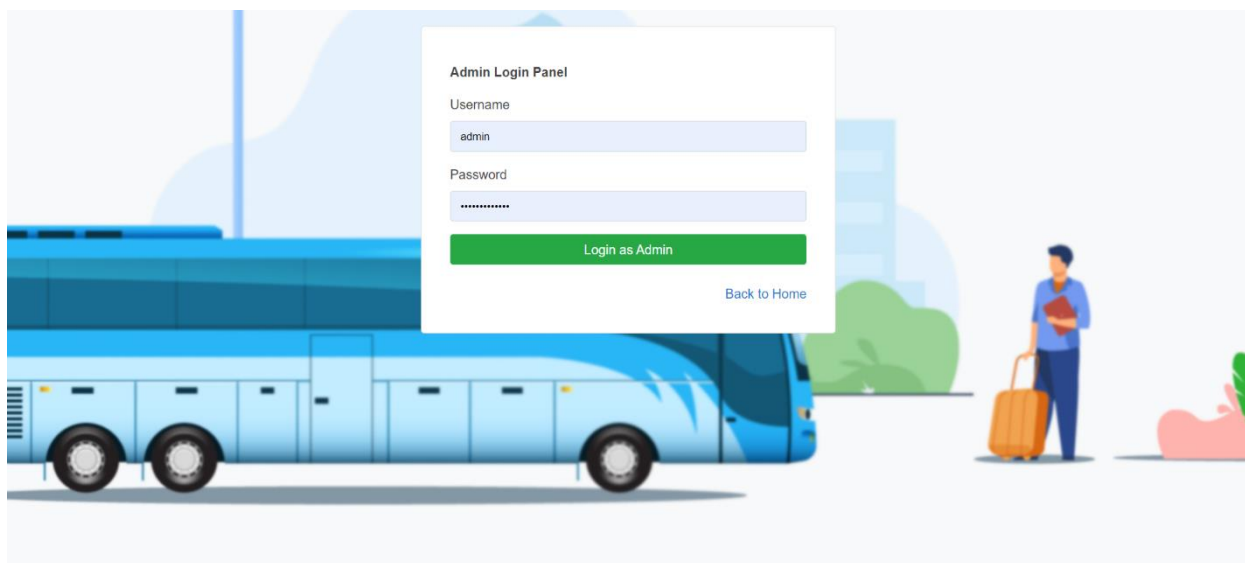 Admin Login Panel
Username
admin
Password
•••••••••••••
Login as Admin
Back to Home